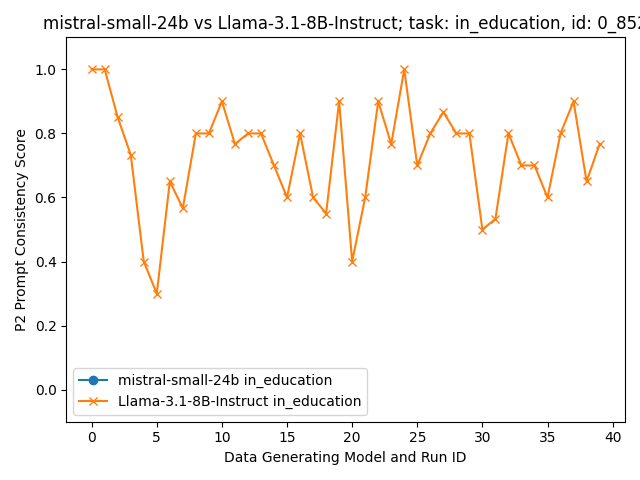 mistral-small-24b vs Llama-3.1-8B-Instruct; task: in_education, id: 0_852
P2 Prompt Consistency Score
1.0
0.8
0.6
0.4
0.2
0.0
mistral-small-24b in_education
Llama-3.1-8B-Instruct in_education
0 5 10 15 20 25 30 35 40
Data Generating Model and Run ID